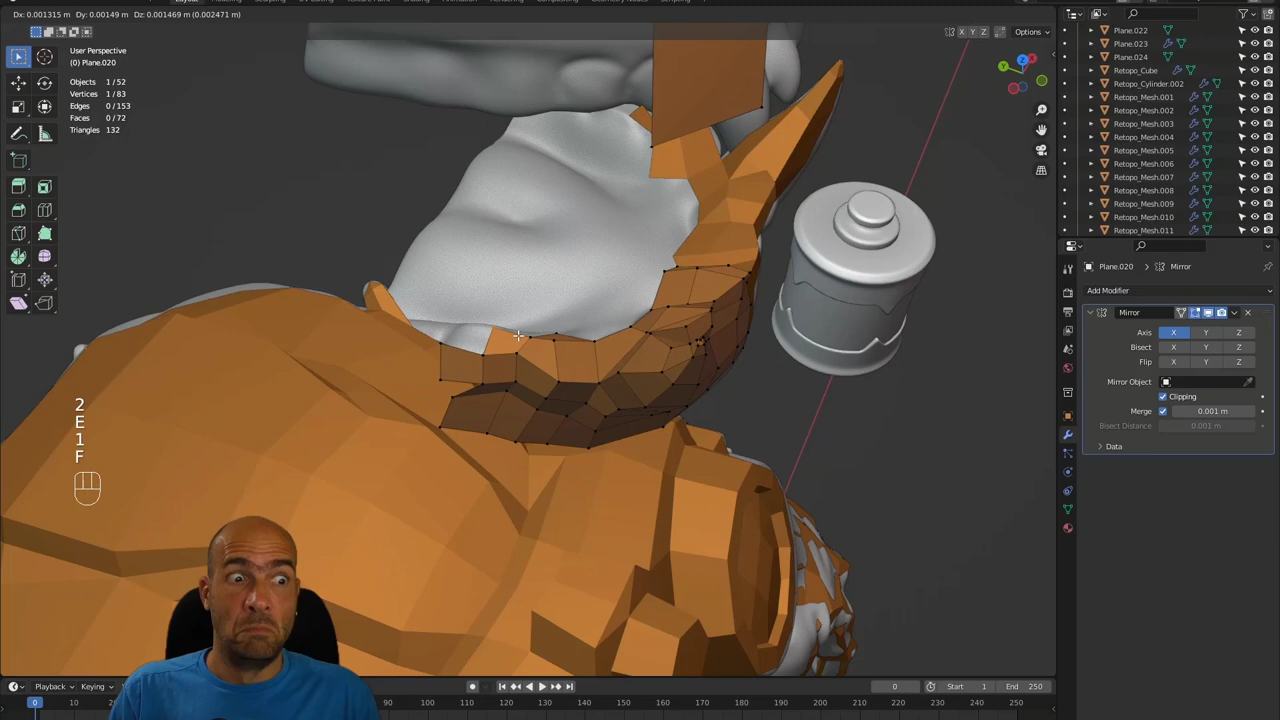 Layout
Dx: 0.001315 m Dy: 0.00149 m Dz: 0.001469 m (0.002471 m)
X Y Z Options
User Perspective
(0) Plane.020
Objects 1/52
Vertices 1/83
Edges 0/153
Faces 0/72
Triangles 132
Plane.022
Plane.023
Plane.024
Retopo_Cube
Retopo_Cylinder.002
Retopo_Mesh.001
Retopo_Mesh.002
Retopo_Mesh.003
Retopo_Mesh.004
Retopo_Mesh.005
Retopo_Mesh.006
Retopo_Mesh.007
Retopo_Mesh.008
Retopo_Mesh.009
Retopo_Mesh.010
Retopo_Mesh.011
Plane.020 Mirror
Add Modifier
Mirror
Axis X Y Z
Bisect X Y Z
Flip X Y Z
Mirror Object
Clipping
Merge 0.001 m
Bisect Distance 0.001 m
Data
2
E
1
F
Playback Keying
0 Start 1 End 250
0 10 80 90 100 110 120 130 140 150 160 170 180 190 200 210 220 230 240 250